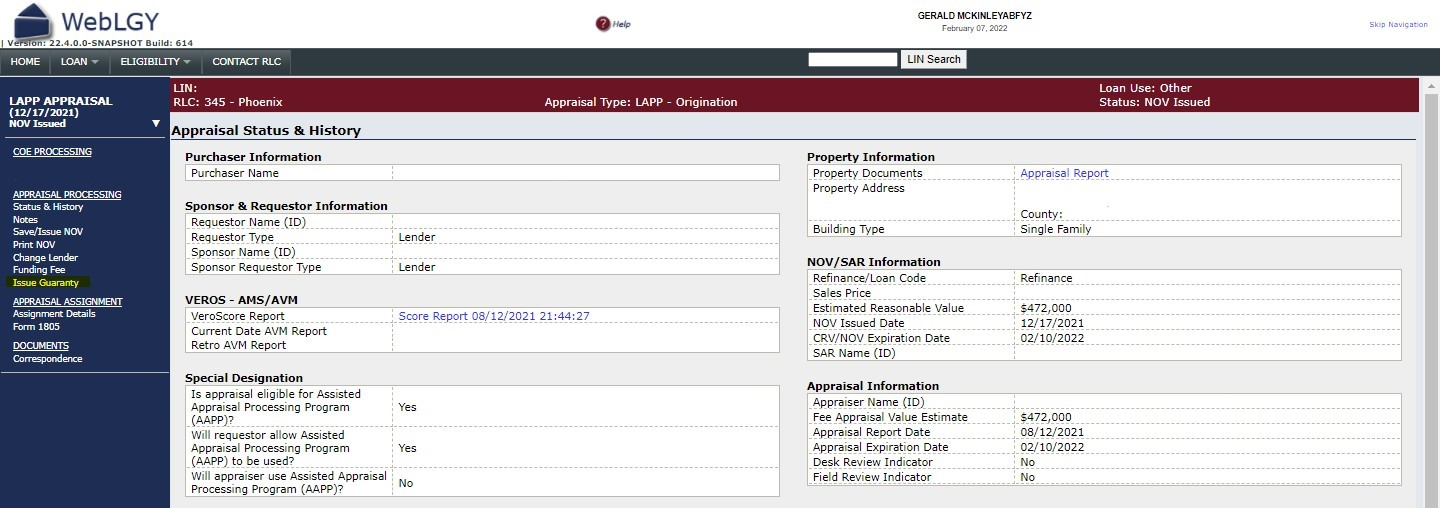 WebLGY
| Version: 22.4.0.0-SNAPSHOT Build: 614
Help
GERALD MCKINLEYABFYZ
February 07, 2022
Skip Navigation
HOME LOAN ELIGIBILITY CONTACT RLC LIN Search
LAPP APPRAISAL
(12/17/2021)
NOV Issued
COE PROCESSING
APPRAISAL PROCESSING
Status & History
Notes
Save/Issue NOV
Print NOV
Change Lender
Funding Fee
Issue Guaranty
APPRAISAL ASSIGNMENT
Assignment Details
Form 1805
DOCUMENTS
Correspondence
LIN: Loan Use: Other
RLC: 345 - Phoenix Appraisal Type: LAPP - Origination Status: NOV Issued
Appraisal Status & History
Purchaser Information
Purchaser Name
Sponsor & Requestor Information
Requestor Name (ID)
Requestor Type Lender
Sponsor Name (ID)
Sponsor Requestor Type Lender
VEROS - AMS/AVM
VeroScore Report Score Report 08/12/2021 21:44:27
Current Date AVM Report
Retro AVM Report
Special Designation
Is appraisal eligible for Assisted
Appraisal Processing Program Yes
(AAPP)?
Will requestor allow Assisted
Appraisal Processing Program Yes
(AAPP) to be used?
Will appraiser use Assisted Appraisal
Processing Program (AAPP)? No
Property Information
Property Documents Appraisal Report
Property Address
County:
Building Type Single Family
NOV/SAR Information
Refinance/Loan Code Refinance
Sales Price
Estimated Reasonable Value $472,000
NOV Issued Date 12/17/2021
CRV/NOV Expiration Date 02/10/2022
SAR Name (ID)
Appraisal Information
Appraiser Name (ID)
Fee Appraisal Value Estimate $472,000
Appraisal Report Date 08/12/2021
Appraisal Expiration Date 02/10/2022
Desk Review Indicator No
Field Review Indicator No